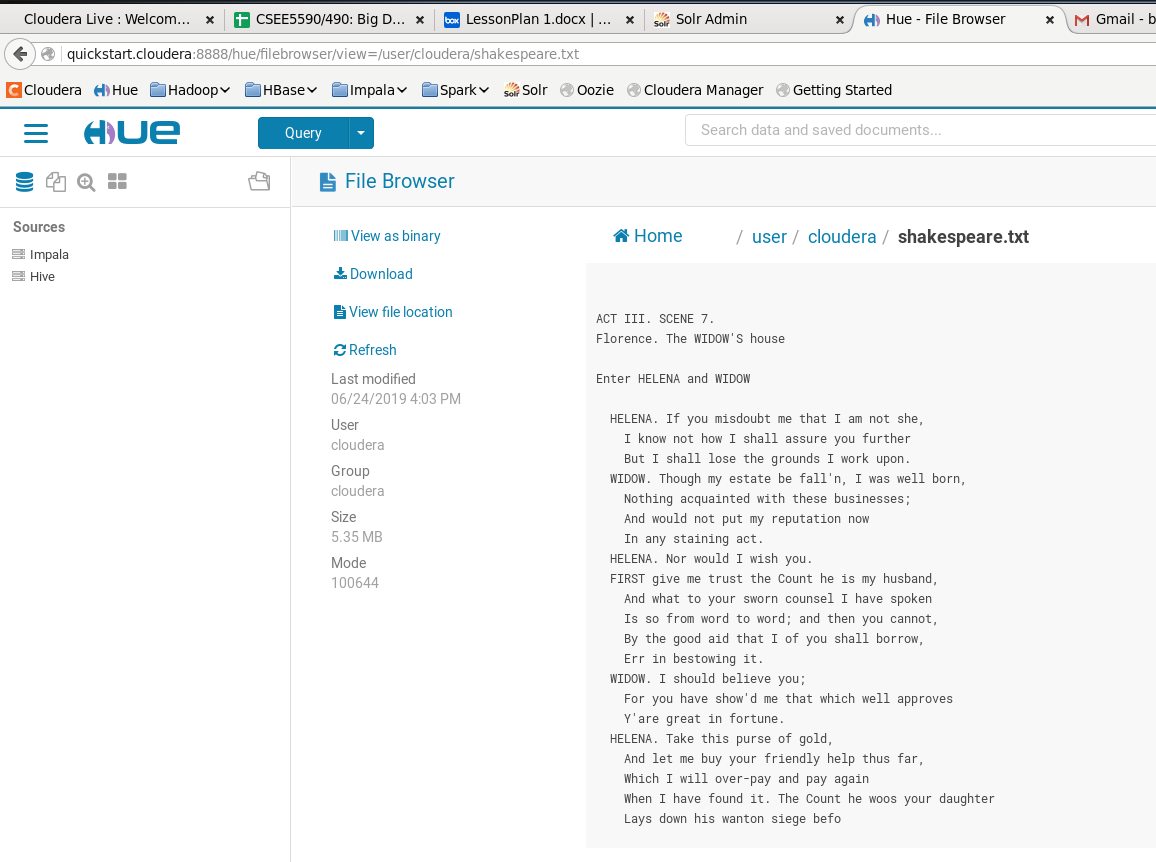 Cloudera Live : Welcom... × CSEE5590/490: Big D... × LessonPlan 1.docx | ... × Solr Admin × Hue - File Browser × Gmail - b
quickstart.cloudera:8888/hue/filebrowser/view=/user/cloudera/shakespeare.txt
Cloudera Hue Hadoop HBase Impala Spark Solr Oozie Cloudera Manager Getting Started
HUE Query Search data and saved documents...
File Browser
Sources
Impala
Hive
View as binary
Download
View file location
Refresh
Last modified
06/24/2019 4:03 PM
User
cloudera
Group
cloudera
Size
5.35 MB
Mode
100644
Home / user / cloudera / shakespeare.txt
ACT III. SCENE 7.
Florence. The WIDOW'S house
Enter HELENA and WIDOW
HELENA. If you misdoubt me that I am not she,
I know not how I shall assure you further
But I shall lose the grounds I work upon.
WIDOW. Though my estate be fall'n, I was well born,
Nothing acquainted with these businesses;
And would not put my reputation now
In any staining act.
HELENA. Nor would I wish you.
FIRST give me trust the Count he is my husband,
And what to your sworn counsel I have spoken
Is so from word to word; and then you cannot,
By the good aid that I of you shall borrow,
Err in bestowing it.
WIDOW. I should believe you;
For you have show'd me that which well approves
Y'are great in fortune.
HELENA. Take this purse of gold,
And let me buy your friendly help thus far,
Which I will over-pay and pay again
When I have found it. The Count he woos your daughter
Lays down his wanton siege befo